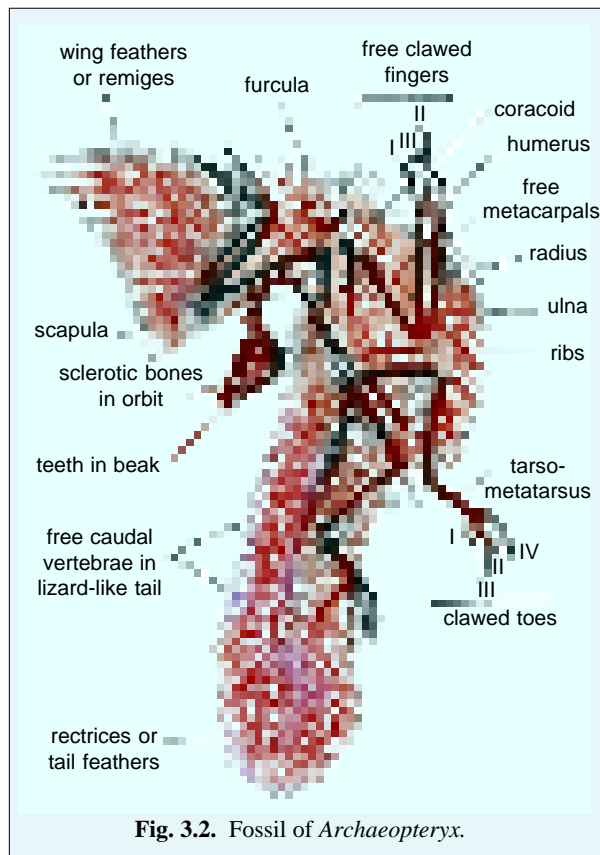 wing feathers
or remiges
furcula
free clawed
fingers
II
III
I
coracoid
humerus
free
metacarpals
radius
ulna
ribs
scapula
sclerotic bones
in orbit
teeth in beak
tarso-
metatarsus
I
IV
II
III
clawed toes
free caudal
vertebrae in
lizard-like tail
rectrices or
tail feathers
Fig. 3.2. Fossil of Archaeopteryx.